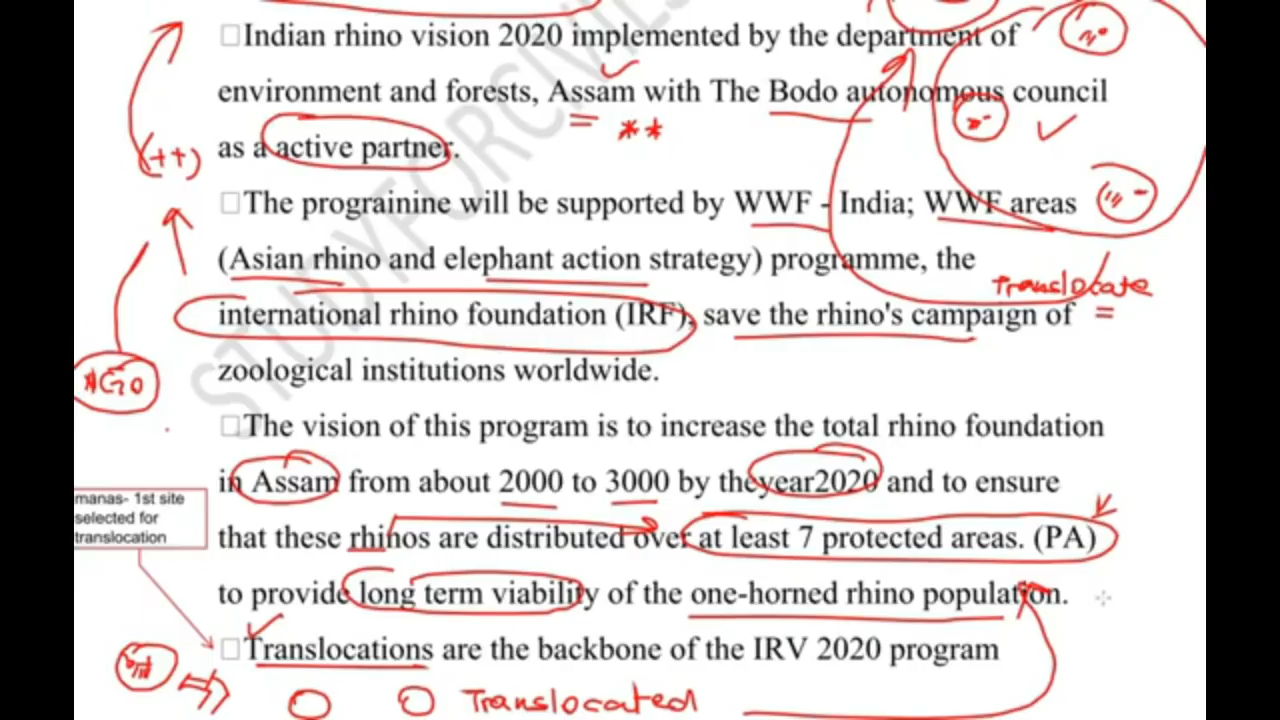 Indian rhino vision 2020 implemented by the department of
environment and forests, Assam with The Bodo autonomous council
= **
as a active partner.
(++)
The prograinine will be supported by WWF - India; WWF areas
(Asian rhino and elephant action strategy) programme, the
Translocate
international rhino foundation (IRF), save the rhino's campaign of =
zoological institutions worldwide.
NGO
The vision of this program is to increase the total rhino foundation
in Assam from about 2000 to 3000 by theyear2020 and to ensure
manas- 1st site
selected for
translocation
that these rhinos are distributed over at least 7 protected areas. (PA)
to provide long term viability of the one-horned rhino population.
Translocations are the backbone of the IRV 2020 program
Translocated
STUDYFORCIVIL